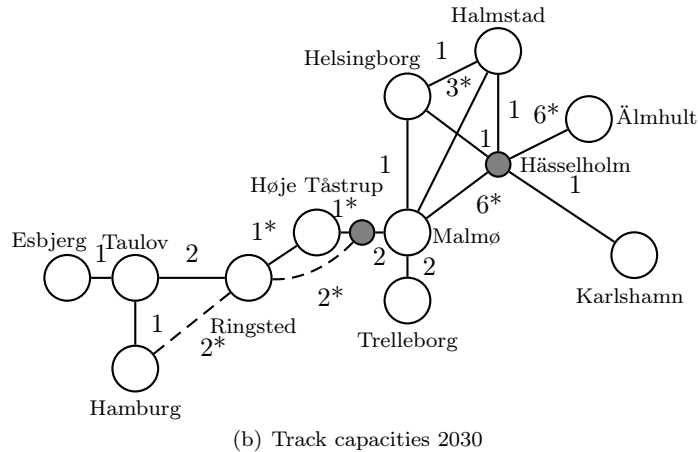 Halmstad
Helsingborg
1
3*
1
6*
Älmhult
1
Hässelholm
1
1
6*
Høje Tåstrup
1*
Esbjerg
Taulov
1
2
1*
2
Malmø
2
Karlshamn
2*
Ringsted
1
2*
Trelleborg
Hamburg
(b) Track capacities 2030